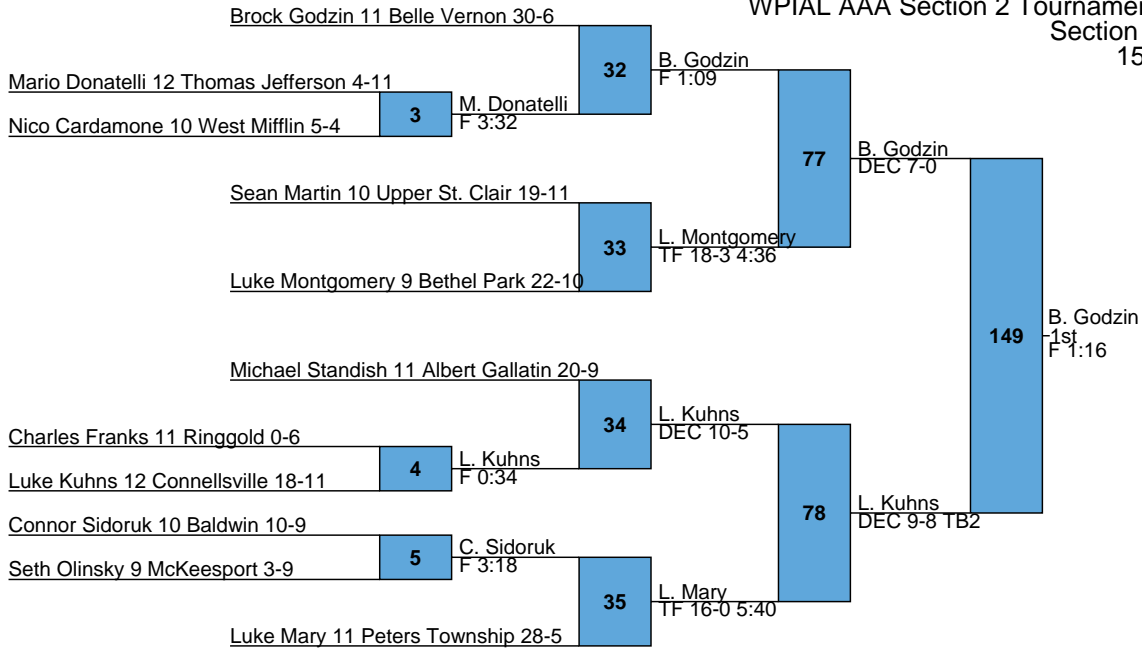 WPIAL AAA Section 2 Tournamen
Section
15
Brock Godzin 11 Belle Vernon 30-6
32
B. Godzin
F 1:09
Mario Donatelli 12 Thomas Jefferson 4-11
3
M. Donatelli
F 3:32
Nico Cardamone 10 West Mifflin 5-4
77
B. Godzin
DEC 7-0
Sean Martin 10 Upper St. Clair 19-11
33
L. Montgomery
TF 18-3 4:36
Luke Montgomery 9 Bethel Park 22-10
149
B. Godzin
1st
F 1:16
Michael Standish 11 Albert Gallatin 20-9
34
L. Kuhns
DEC 10-5
Charles Franks 11 Ringgold 0-6
4
L. Kuhns
F 0:34
Luke Kuhns 12 Connellsville 18-11
78
L. Kuhns
DEC 9-8 TB2
Connor Sidoruk 10 Baldwin 10-9
5
C. Sidoruk
F 3:18
Seth Olinsky 9 McKeesport 3-9
35
L. Mary
TF 16-0 5:40
Luke Mary 11 Peters Township 28-5